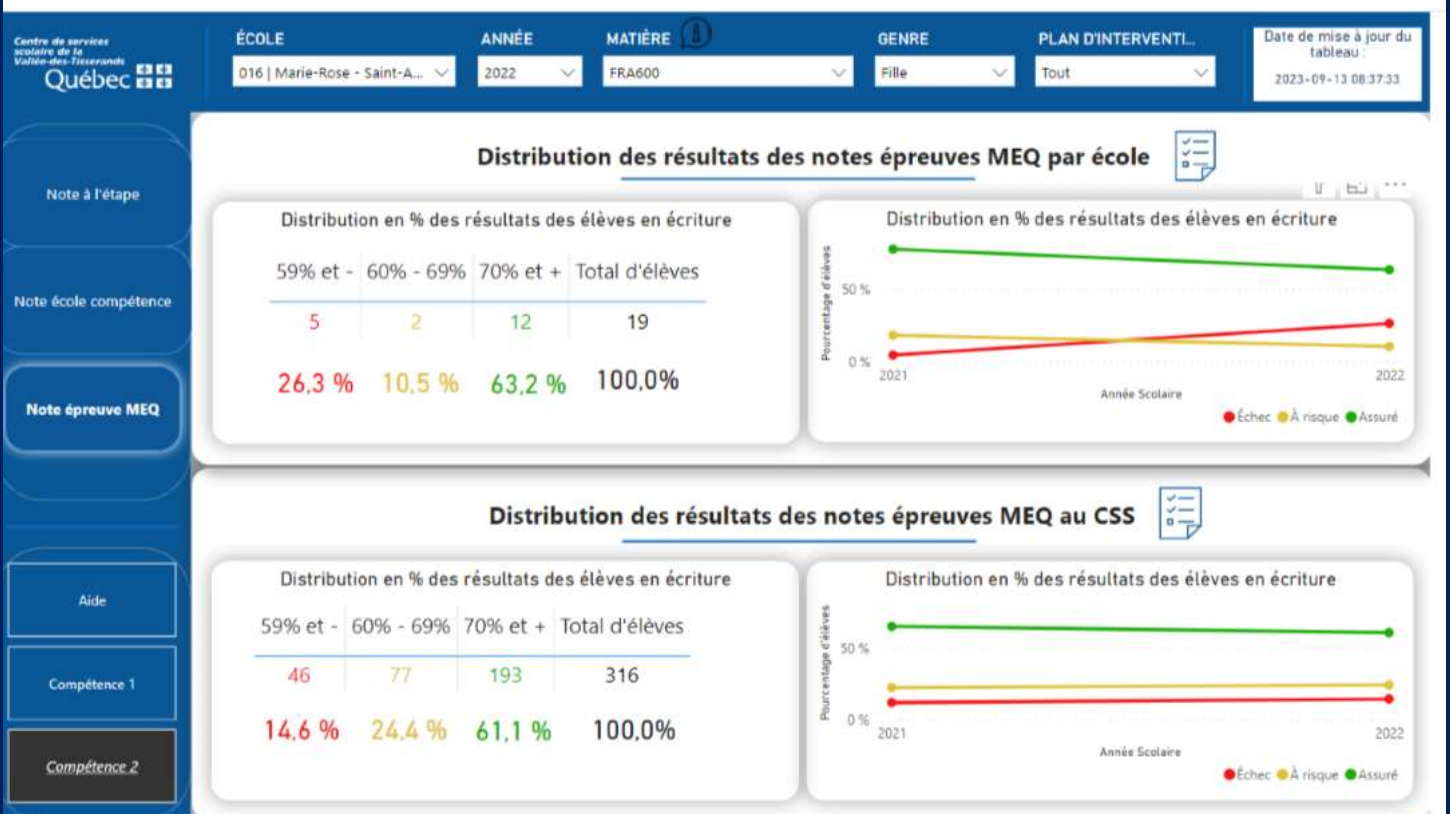 Centre de services
scolaire de la
Vallée-des-Tisserands
Québec
ÉCOLE
016 | Marie-Rose - Saint-A...
ANNÉE
2022
MATIÈRE
FRA600
GENRE
Fille
PLAN D'INTERVENTI...
Tout
Date de mise à jour du
tableau :
2023-09-13 08:37:33
Note à l'étape
Note école compétence
Note épreuve MEQ
Aide
Compétence 1
Compétence 2
Distribution des résultats des notes épreuves MEQ par école
Distribution en % des résultats des élèves en écriture
59% et - 60% - 69% 70% et + Total d'élèves
5 2 12 19
26,3 % 10,5 % 63,2 % 100,0%
Distribution en % des résultats des élèves en écriture
Pourcentage d'élèves
50 %
0 %
2021 2022
Année Scolaire
Échec À risque Assuré
Distribution des résultats des notes épreuves MEQ au CSS
Distribution en % des résultats des élèves en écriture
59% et - 60% - 69% 70% et + Total d'élèves
46 77 193 316
14,6 % 24,4 % 61,1 % 100,0%
Distribution en % des résultats des élèves en écriture
Pourcentage d'élèves
50 %
0 %
2021 2022
Année Scolaire
Échec À risque Assuré